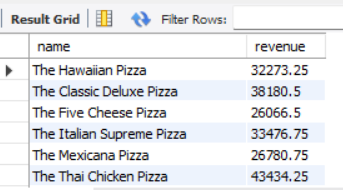 Result Grid Filter Rows:
name revenue
The Hawaiian Pizza 32273.25
The Classic Deluxe Pizza 38180.5
The Five Cheese Pizza 26066.5
The Italian Supreme Pizza 33476.75
The Mexicana Pizza 26780.75
The Thai Chicken Pizza 43434.25